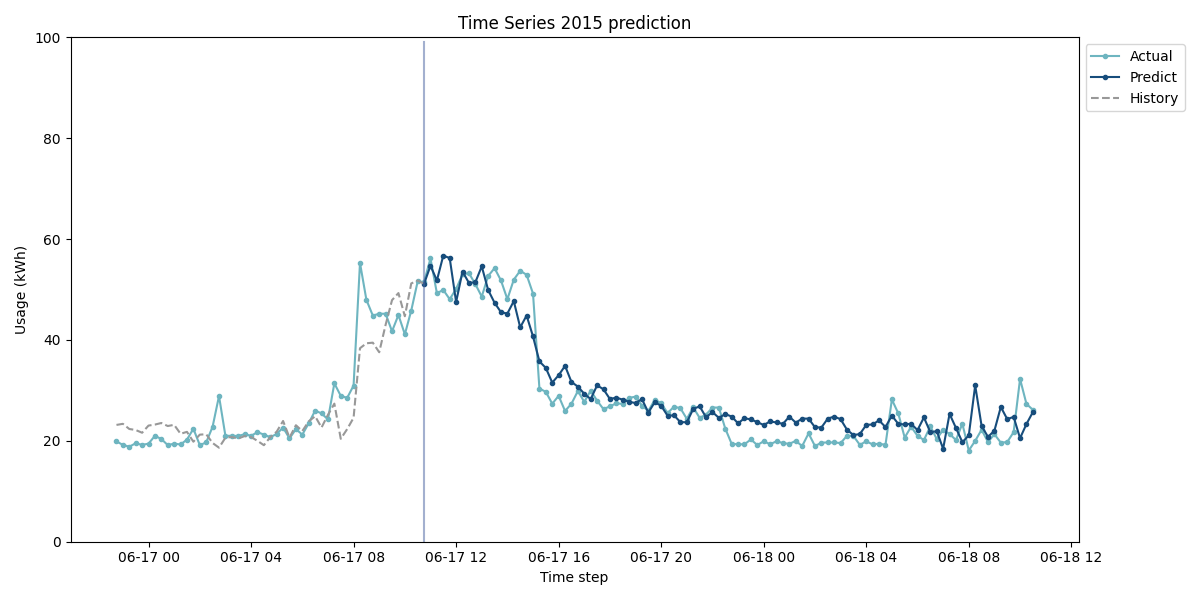 Time Series 2015 prediction
Usage (kWh)
100
80
60
40
20
0
06-17 00
06-17 04
06-17 08
06-17 12
06-17 16
06-17 20
06-18 00
06-18 04
06-18 08
06-18 12
Time step
Actual
Predict
History